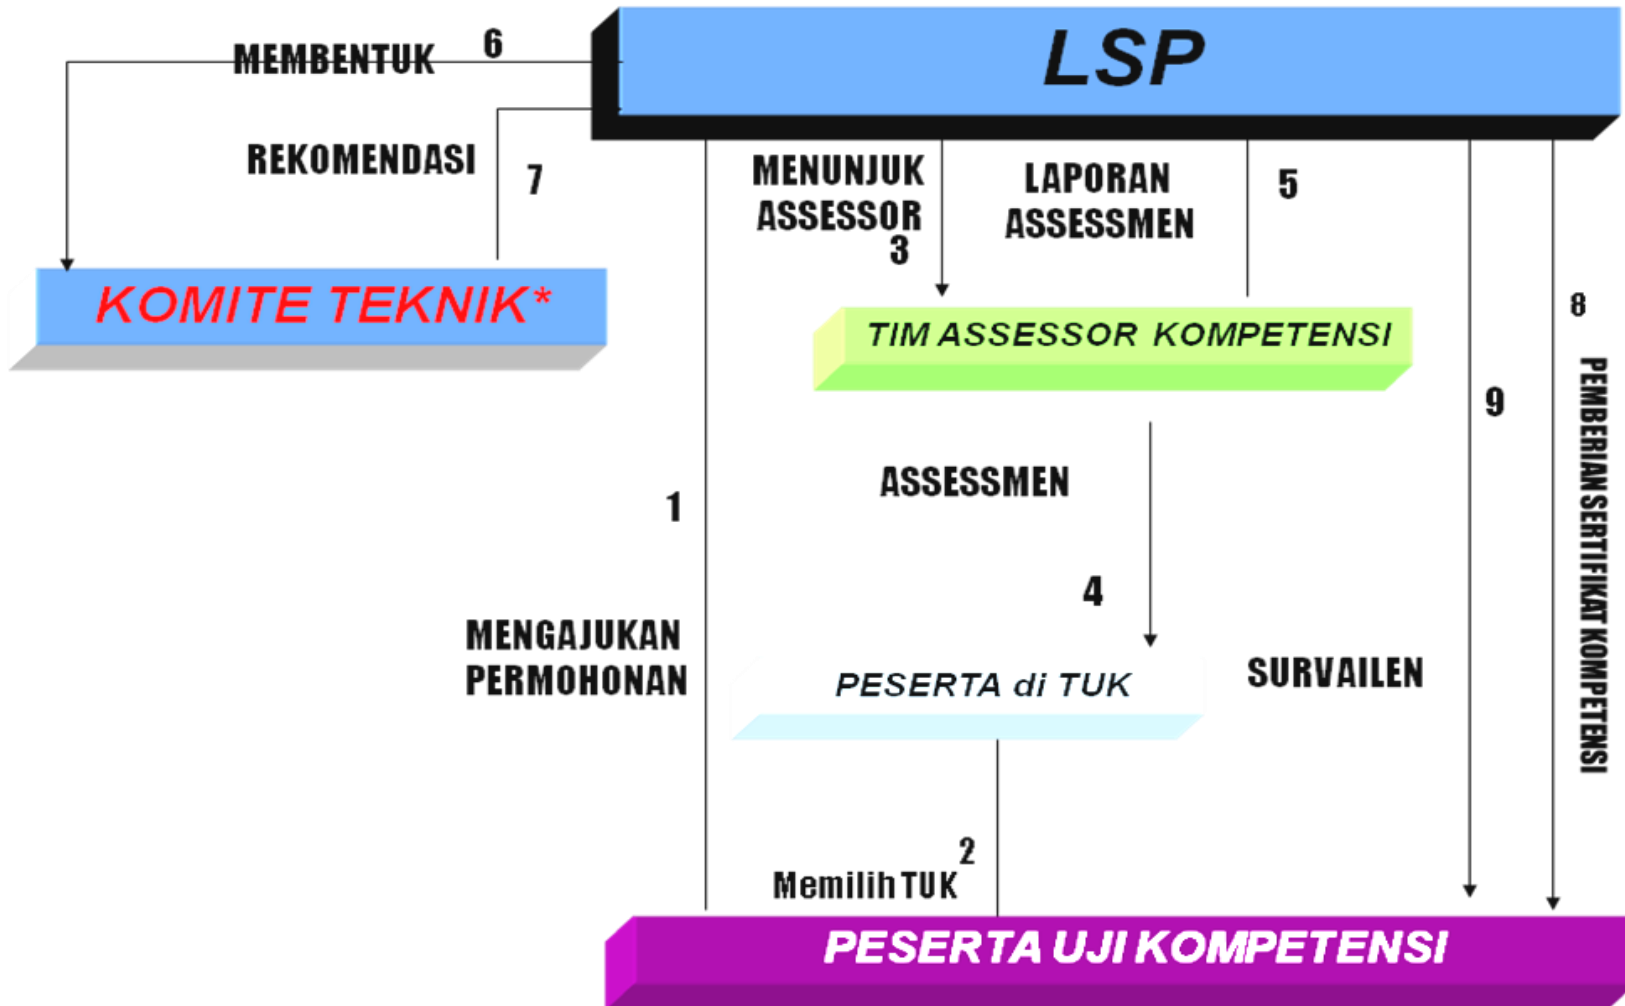 LSP
MEMBENTUK
6
REKOMENDASI
7
MENUNJUK
ASSESSOR
3
LAPORAN
ASSESSMEN
5
KOMITE TEKNIK*
TIM ASSESSOR KOMPETENSI
8
PEMBERIAN SERTIFIKAT KOMPETENSI
9
ASSESSMEN
4
1
MENGAJUKAN
PERMOHONAN
PESERTA di TUK
SURVAILEN
2
Memilih TUK
PESERTA UJI KOMPETENSI